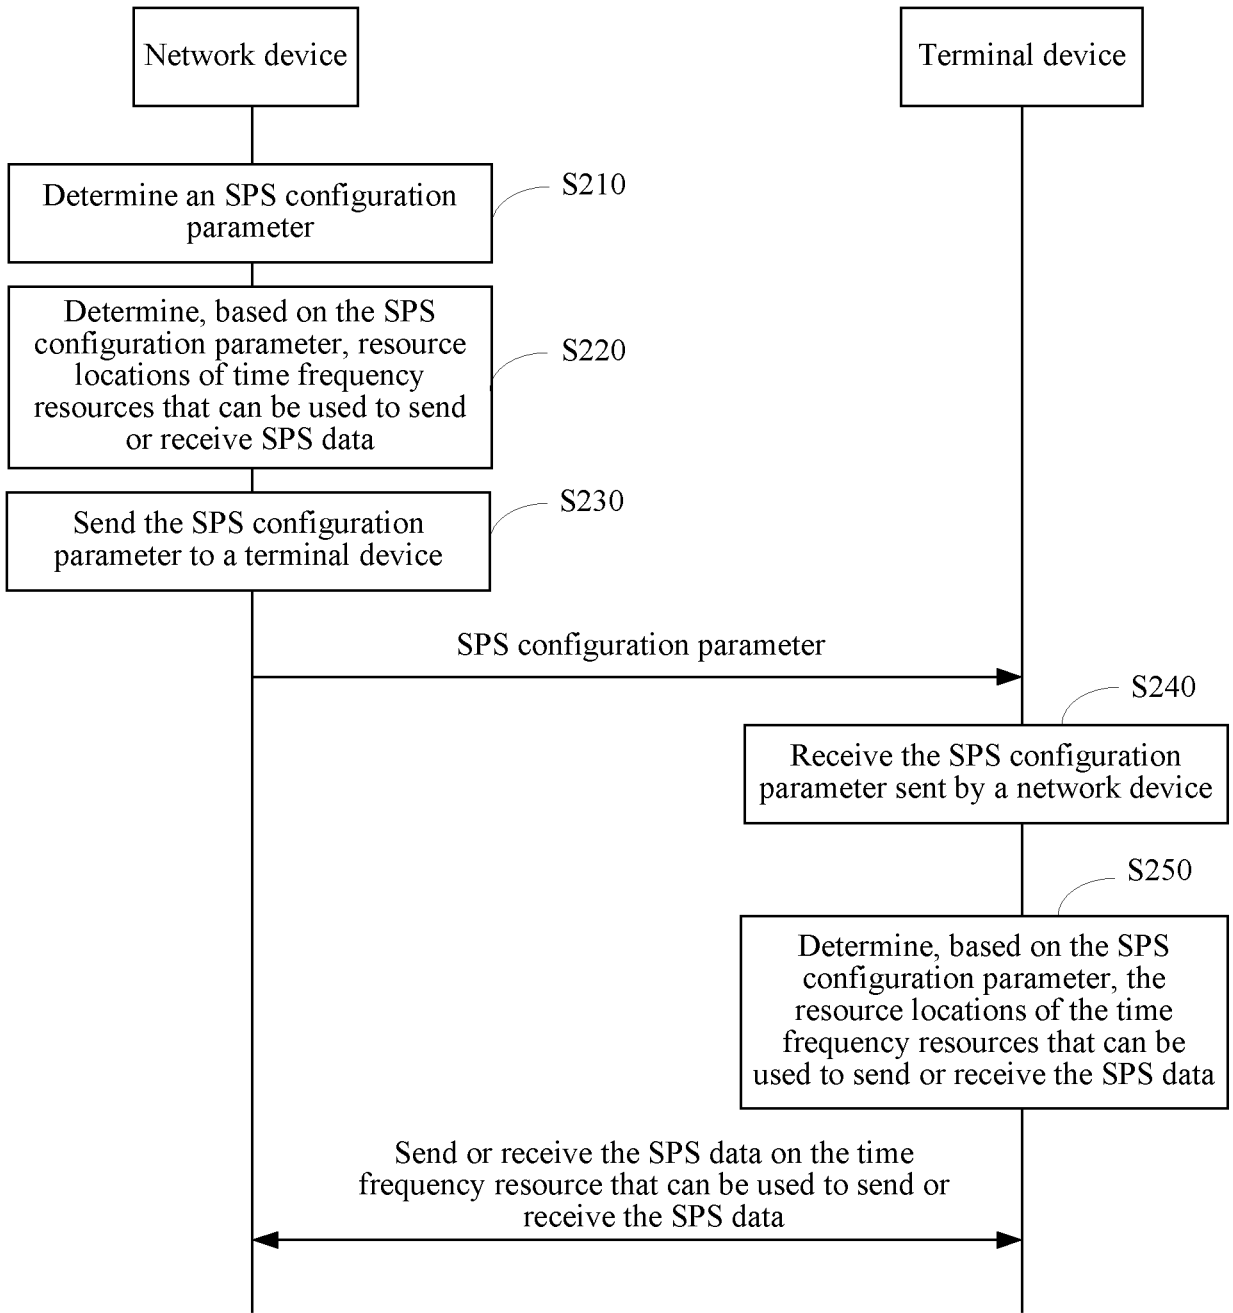 Network device
Terminal device
Determine an SPS configuration
parameter
S210
Determine, based on the SPS
configuration parameter, resource
locations of time frequency
resources that can be used to send
or receive SPS data
S220
Send the SPS configuration
parameter to a terminal device
S230
SPS configuration parameter
S240
Receive the SPS configuration
parameter sent by a network device
S250
Determine, based on the SPS
configuration parameter, the
resource locations of the time
frequency resources that can be
used to send or receive the SPS data
Send or receive the SPS data on the time
frequency resource that can be used to send or
receive the SPS data